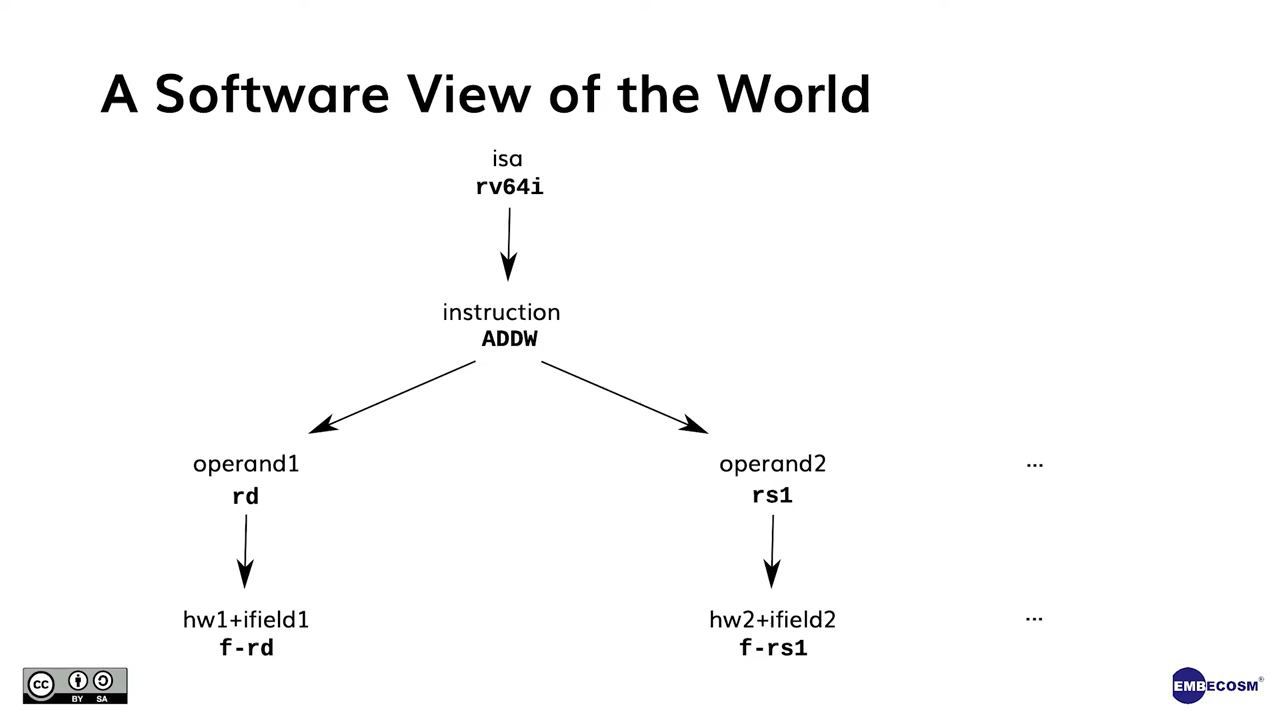 A Software View of the World
isa
rv64i
instruction
ADDW
operand1
operand2
...
rd
rs1
hw1+ifield1
hw2+ifield2
...
f-rd
f-rs1
cc
BY SA
EMBECOSM®